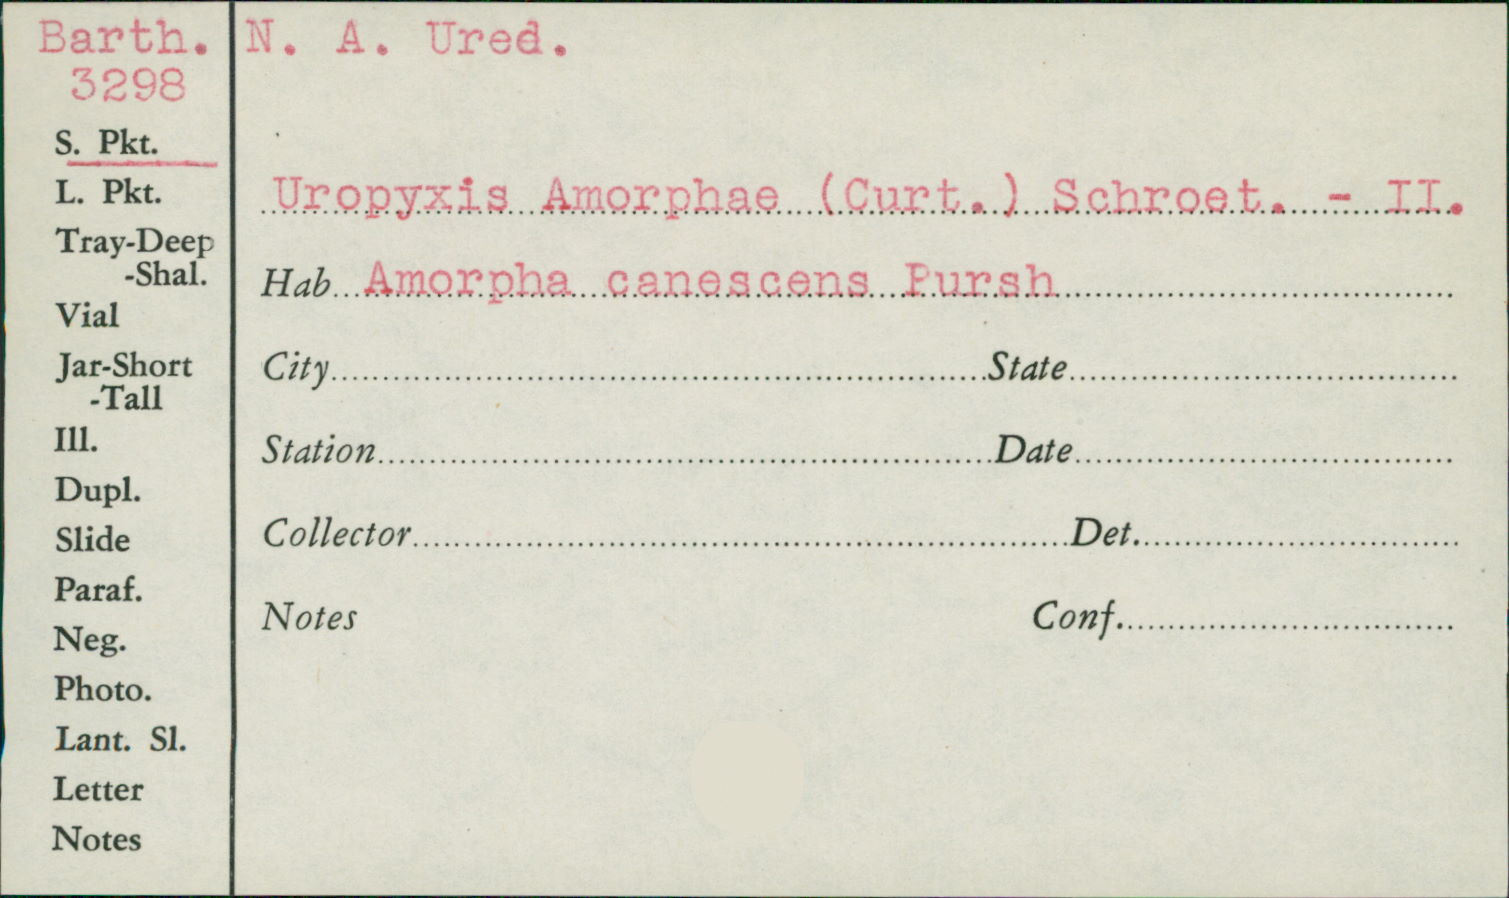 Barth. N. A. Ured.
3298
S. Pkt.
L. Pkt.
Tray-Deep
-Shal.
Vial
Jar-Short
-Tall
Ill.
Dupl.
Slide
Paraf.
Neg.
Photo.
Lant. Sl.
Letter
Notes
Uropyxis Amorphae (Curt.) Schroet. - II.
Hab Amorpha canescens Pursh
City State
Station Date
Collector Det.
Notes Conf.